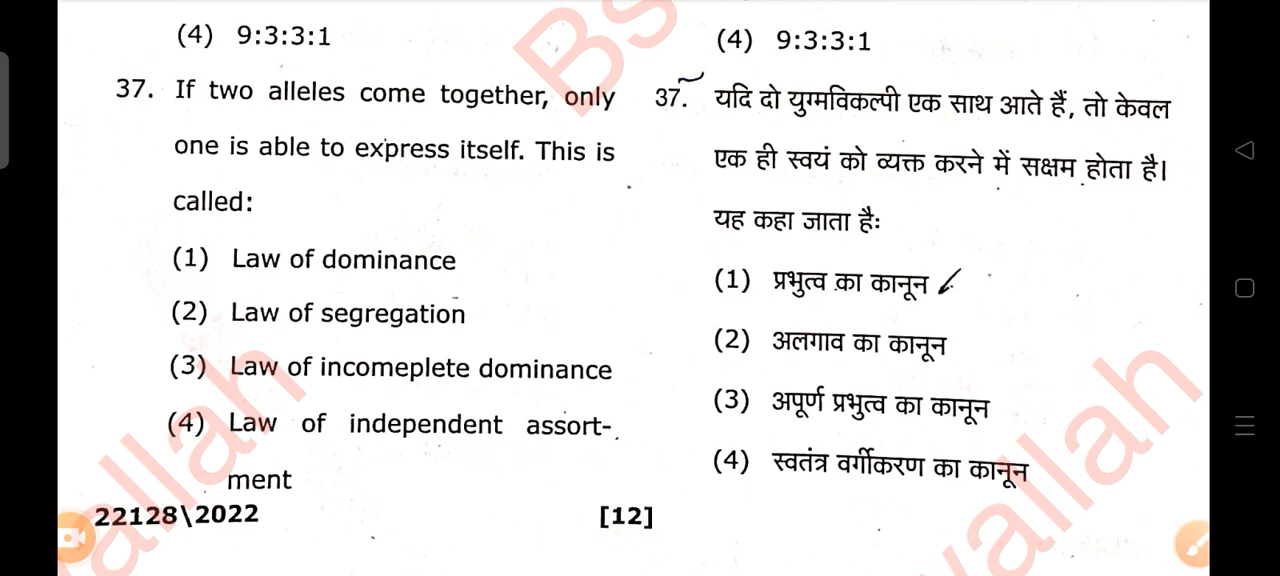 (4) 9:3:3:1
37. If two alleles come together, only
one is able to express itself. This is
called:
(1) Law of dominance
(2) Law of segregation
(3) Law of incomeplete dominance
(4) Law of independent assort-
ment
22128\2022
[12]
(4) 9:3:3:1
37. यदि दो युग्मविकल्पी एक साथ आते हैं, तो केवल
एक ही स्वयं को व्यक्त करने में सक्षम होता है।
यह कहा जाता हैः
(1) प्रभुत्व का कानून
(2) अलगाव का कानून
(3) अपूर्ण प्रभुत्व का कानून
(4) स्वतंत्र वर्गीकरण का कानून
Bs
allah
wallah